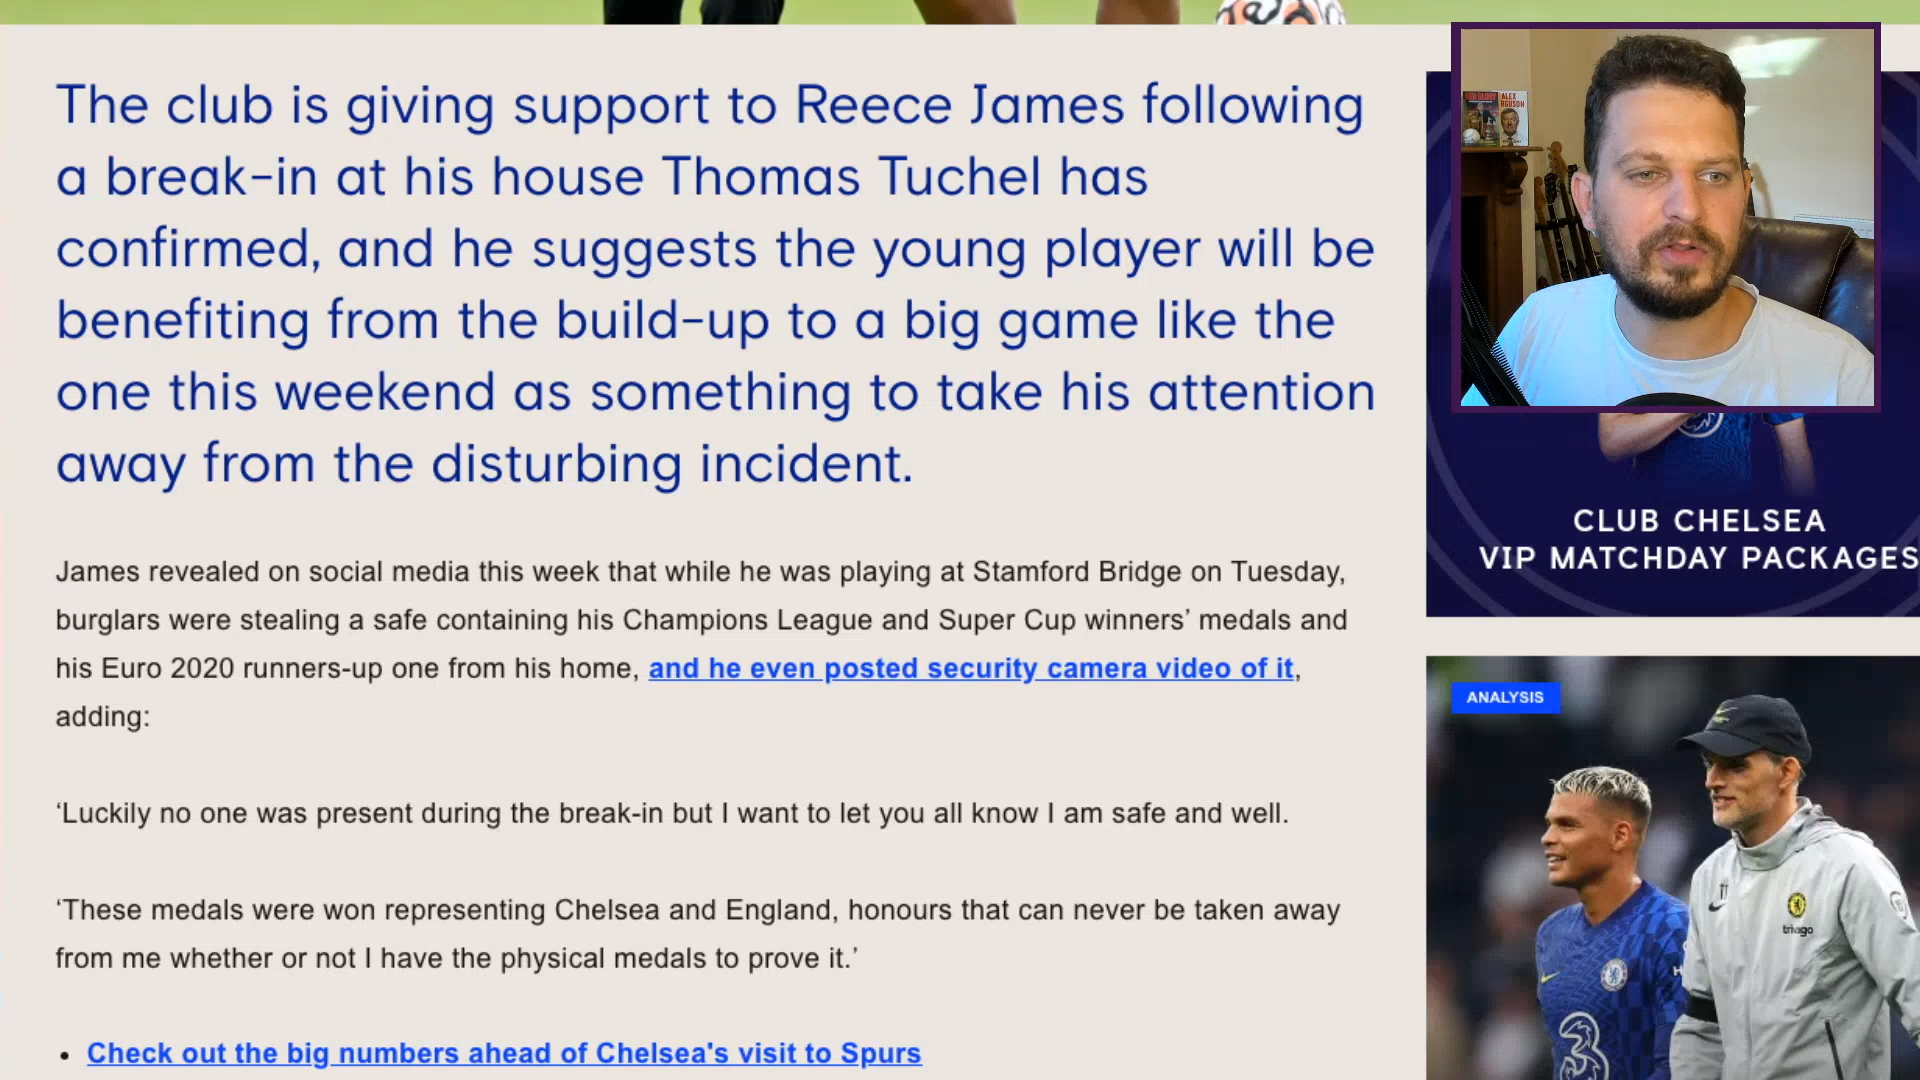 The club is giving support to Reece James following
a break-in at his house Thomas Tuchel has
confirmed, and he suggests the young player will be
benefiting from the build-up to a big game like the
one this weekend as something to take his attention
away from the disturbing incident.
James revealed on social media this week that while he was playing at Stamford Bridge on Tuesday,
burglars were stealing a safe containing his Champions League and Super Cup winners’ medals and
his Euro 2020 runners-up one from his home, and he even posted security camera video of it,
adding:
‘Luckily no one was present during the break-in but I want to let you all know I am safe and well.
‘These medals were won representing Chelsea and England, honours that can never be taken away
from me whether or not I have the physical medals to prove it.’
• Check out the big numbers ahead of Chelsea's visit to Spurs
ALEX
CLUB CHELSEA
VIP MATCHDAY PACKAGES
ANALYSIS
trivago
3